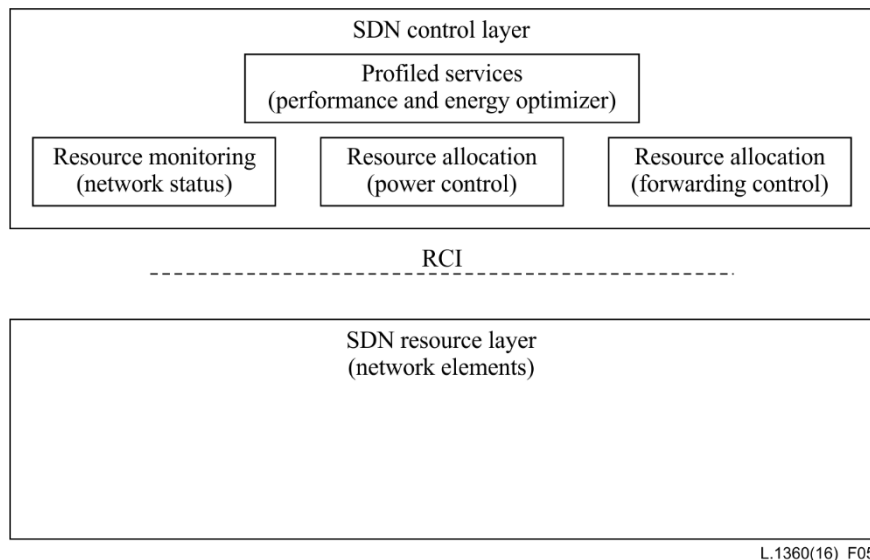 SDN control layer
Profiled services
(performance and energy optimizer)
Resource monitoring
(network status)
Resource allocation
(power control)
Resource allocation
(forwarding control)
RCI
SDN resource layer
(network elements)
L.1360(16)_F05